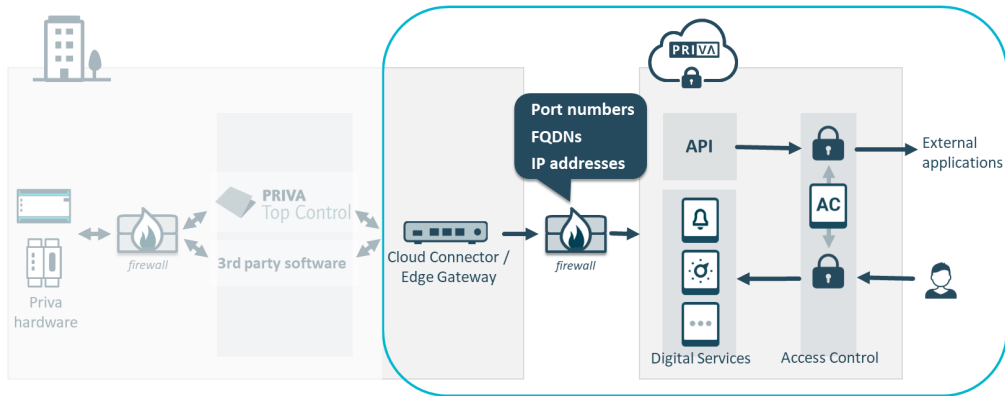 PRIVA
Port numbers
FQDNs
IP addresses
API
External
applications
PRIVA
Top Control
AC
firewall
3rd party software
Cloud Connector /
Edge Gateway
firewall
Priva
hardware
Digital Services
Access Control